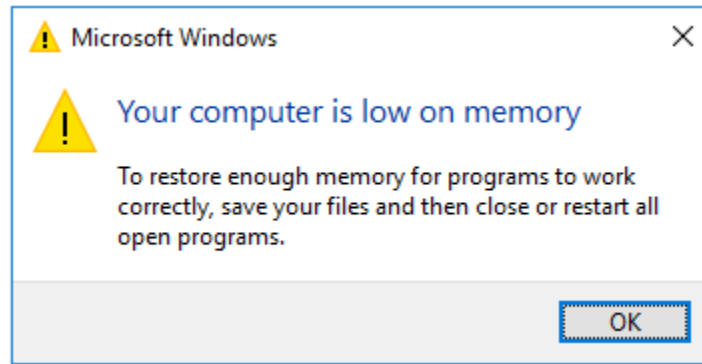 Microsoft Windows
Your computer is low on memory
To restore enough memory for programs to work
correctly, save your files and then close or restart all
open programs.
OK